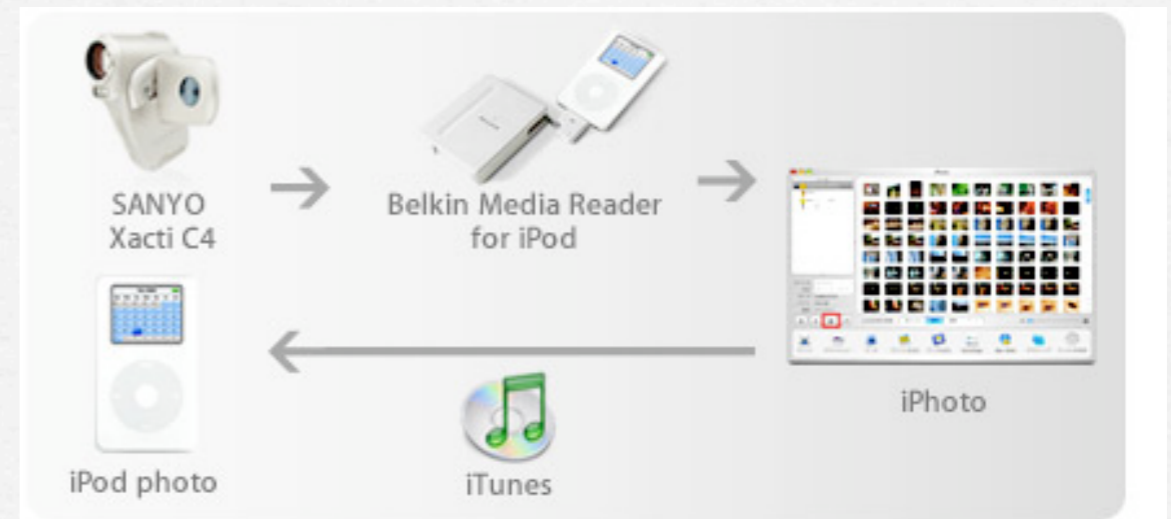 SANYO
Xacti C4
Belkin Media Reader
for iPod
iPhoto
iTunes
iPod photo